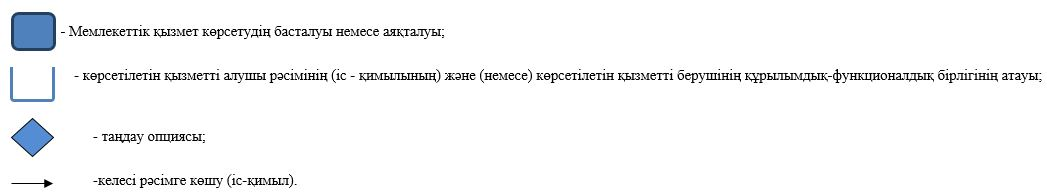 - Мемлекеттік қызмет көрсетудің басталуы немесе аяқталуы;
- көрсетілетін қызметті алушы рәсімінің (іс - қимылының) және (немесе) көрсетілетін қызметті берушінің құрылымдық-функционалдық бірлігінің атауы;
- таңдау опциясы;
-келесі рәсімге көшу (іс-қимыл).